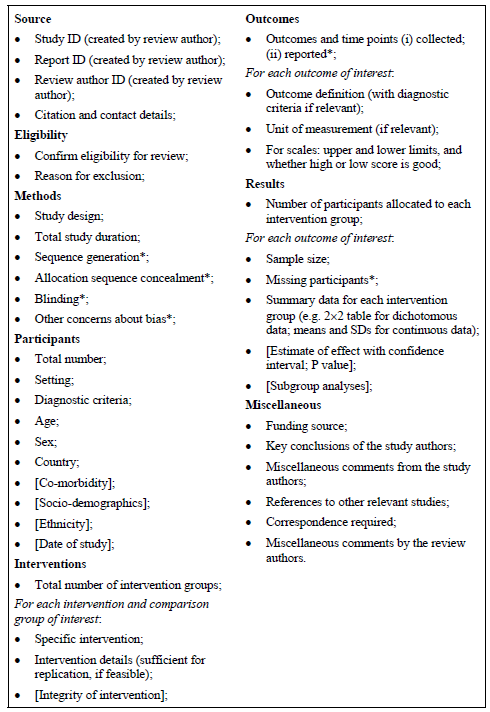 Source
• Study ID (created by review author);
• Report ID (created by review author);
• Review author ID (created by review
author);
• Citation and contact details;
Eligibility
• Confirm eligibility for review;
• Reason for exclusion;
Methods
• Study design;
• Total study duration;
• Sequence generation*;
• Allocation sequence concealment*;
• Blinding*;
• Other concerns about bias*;
Participants
• Total number;
• Setting;
• Diagnostic criteria;
• Age;
• Sex;
• Country;
• [Co-morbidity];
• [Socio-demographics];
• [Ethnicity];
• [Date of study];
Interventions
• Total number of intervention groups;
For each intervention and comparison
group of interest:
• Specific intervention;
• Intervention details (sufficient for
replication, if feasible);
• [Integrity of intervention];
Outcomes
• Outcomes and time points (i) collected;
(ii) reported*;
For each outcome of interest:
• Outcome definition (with diagnostic
criteria if relevant);
• Unit of measurement (if relevant);
• For scales: upper and lower limits, and
whether high or low score is good;
Results
• Number of participants allocated to each
intervention group;
For each outcome of interest:
• Sample size;
• Missing participants*;
• Summary data for each intervention
group (e.g. 2×2 table for dichotomous
data; means and SDs for continuous data);
• [Estimate of effect with confidence
interval; P value];
• [Subgroup analyses];
Miscellaneous
• Funding source;
• Key conclusions of the study authors;
• Miscellaneous comments from the study
authors;
• References to other relevant studies;
• Correspondence required;
• Miscellaneous comments by the review
authors.